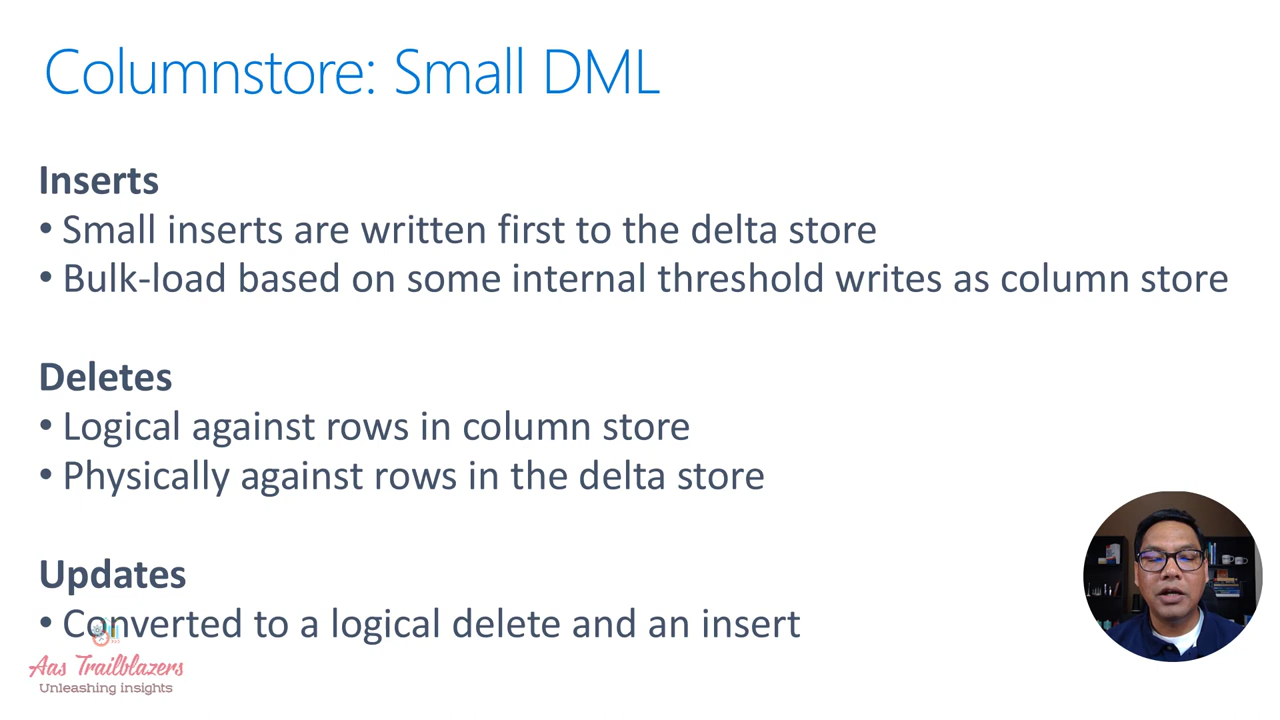 Columnstore: Small DML
Inserts
• Small inserts are written first to the delta store
• Bulk-load based on some internal threshold writes as column store
Deletes
• Logical against rows in column store
• Physically against rows in the delta store
Updates
• Converted to a logical delete and an insert
Aas Trailblazers
Unleashing insights